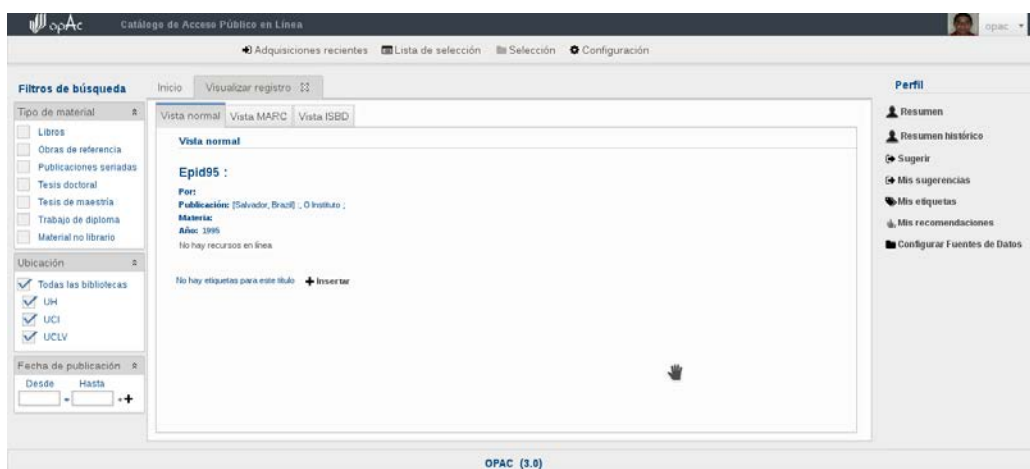 opAc
Catálogo de Acceso Público en Línea
opac
Adquisiciones recientes Lista de selección Selección Configuración
Filtros de búsqueda
Tipo de material
Libros
Obras de referencia
Publicaciones seriadas
Tesis doctoral
Tesis de maestría
Trabajo de diploma
Material no librario
Ubicación
Todas las bibliotecas
UH
UCI
UCLV
Fecha de publicación
Desde Hasta
Inicio Visualizar registro
Vista normal Vista MARC Vista ISBD
Vista normal
Epid95 :
Por:
Publicación: [Salvador, Brazil] :, O Instituro ;
Materia:
Año: 1995
No hay recursos en línea
No hay etiquetas para este título Insertar
Perfil
Resumen
Resumen histórico
Sugerir
Mis sugerencias
Mis etiquetas
Mis recomendaciones
Configurar Fuentes de Datos
OPAC (3.0)